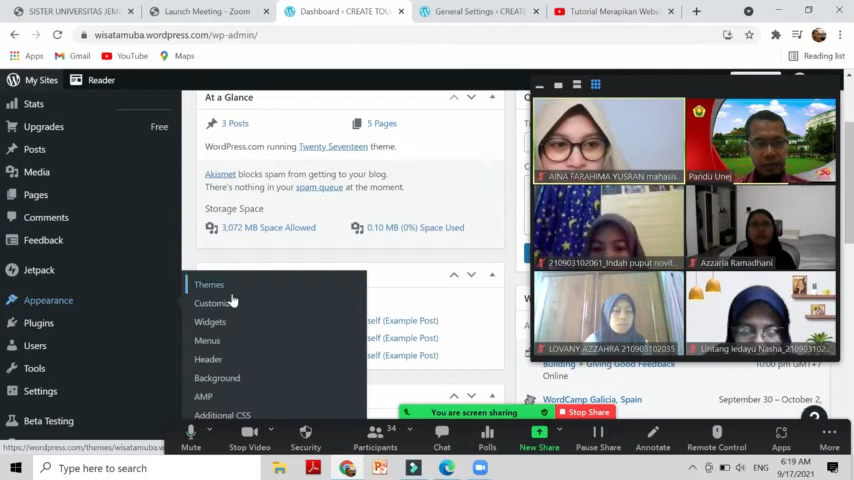 SISTER UNIVERSITAS JEM
Launch Meeting - Zoom
Dashboard ‹ CREATE TOU
General Settings ‹ CREATE
Tutorial Merapikan Webs
wisatamuba.wordpress.com/wp-admin/
Apps
Gmail
YouTube
Maps
Reading list
My Sites
Reader
Stats
Upgrades
Free
Posts
Media
Pages
Comments
Feedback
Jetpack
Appearance
Plugins
Users
Tools
Settings
Beta Testing
At a Glance
3 Posts
5 Pages
WordPress.com running Twenty Seventeen theme.
Akismet blocks spam from getting to your blog.
There's nothing in your spam queue at the moment.
Storage Space
3,072 MB Space Allowed
0.10 MB (0%) Space Used
Themes
Customiz
Widgets
Menus
Header
Background
AMP
Additional CSS
self (Example Post)
self (Example Post)
self (Example Post)
AINA FARAHIMA YUSRAN mahasis...
Pandu Unej
210903102061_Indah puput novit...
Azzaria Ramadhani
LOVANY AZZAHRA 210903102035
Lintang Iedayu Nasha_210903102...
Building + Giving Good Feedback
Online
10:00 pm GMT+7
WordCamp Galicia, Spain
September 30 – October 2,
You are screen sharing
Stop Share
https://wordpress.com/themes/wisatamuba.w
Mute
Stop Video
Security
Participants
34
Chat
Polls
New Share
Pause Share
Annotate
Remote Control
Apps
More
Type here to search
ENG
6:19 AM
9/17/2021